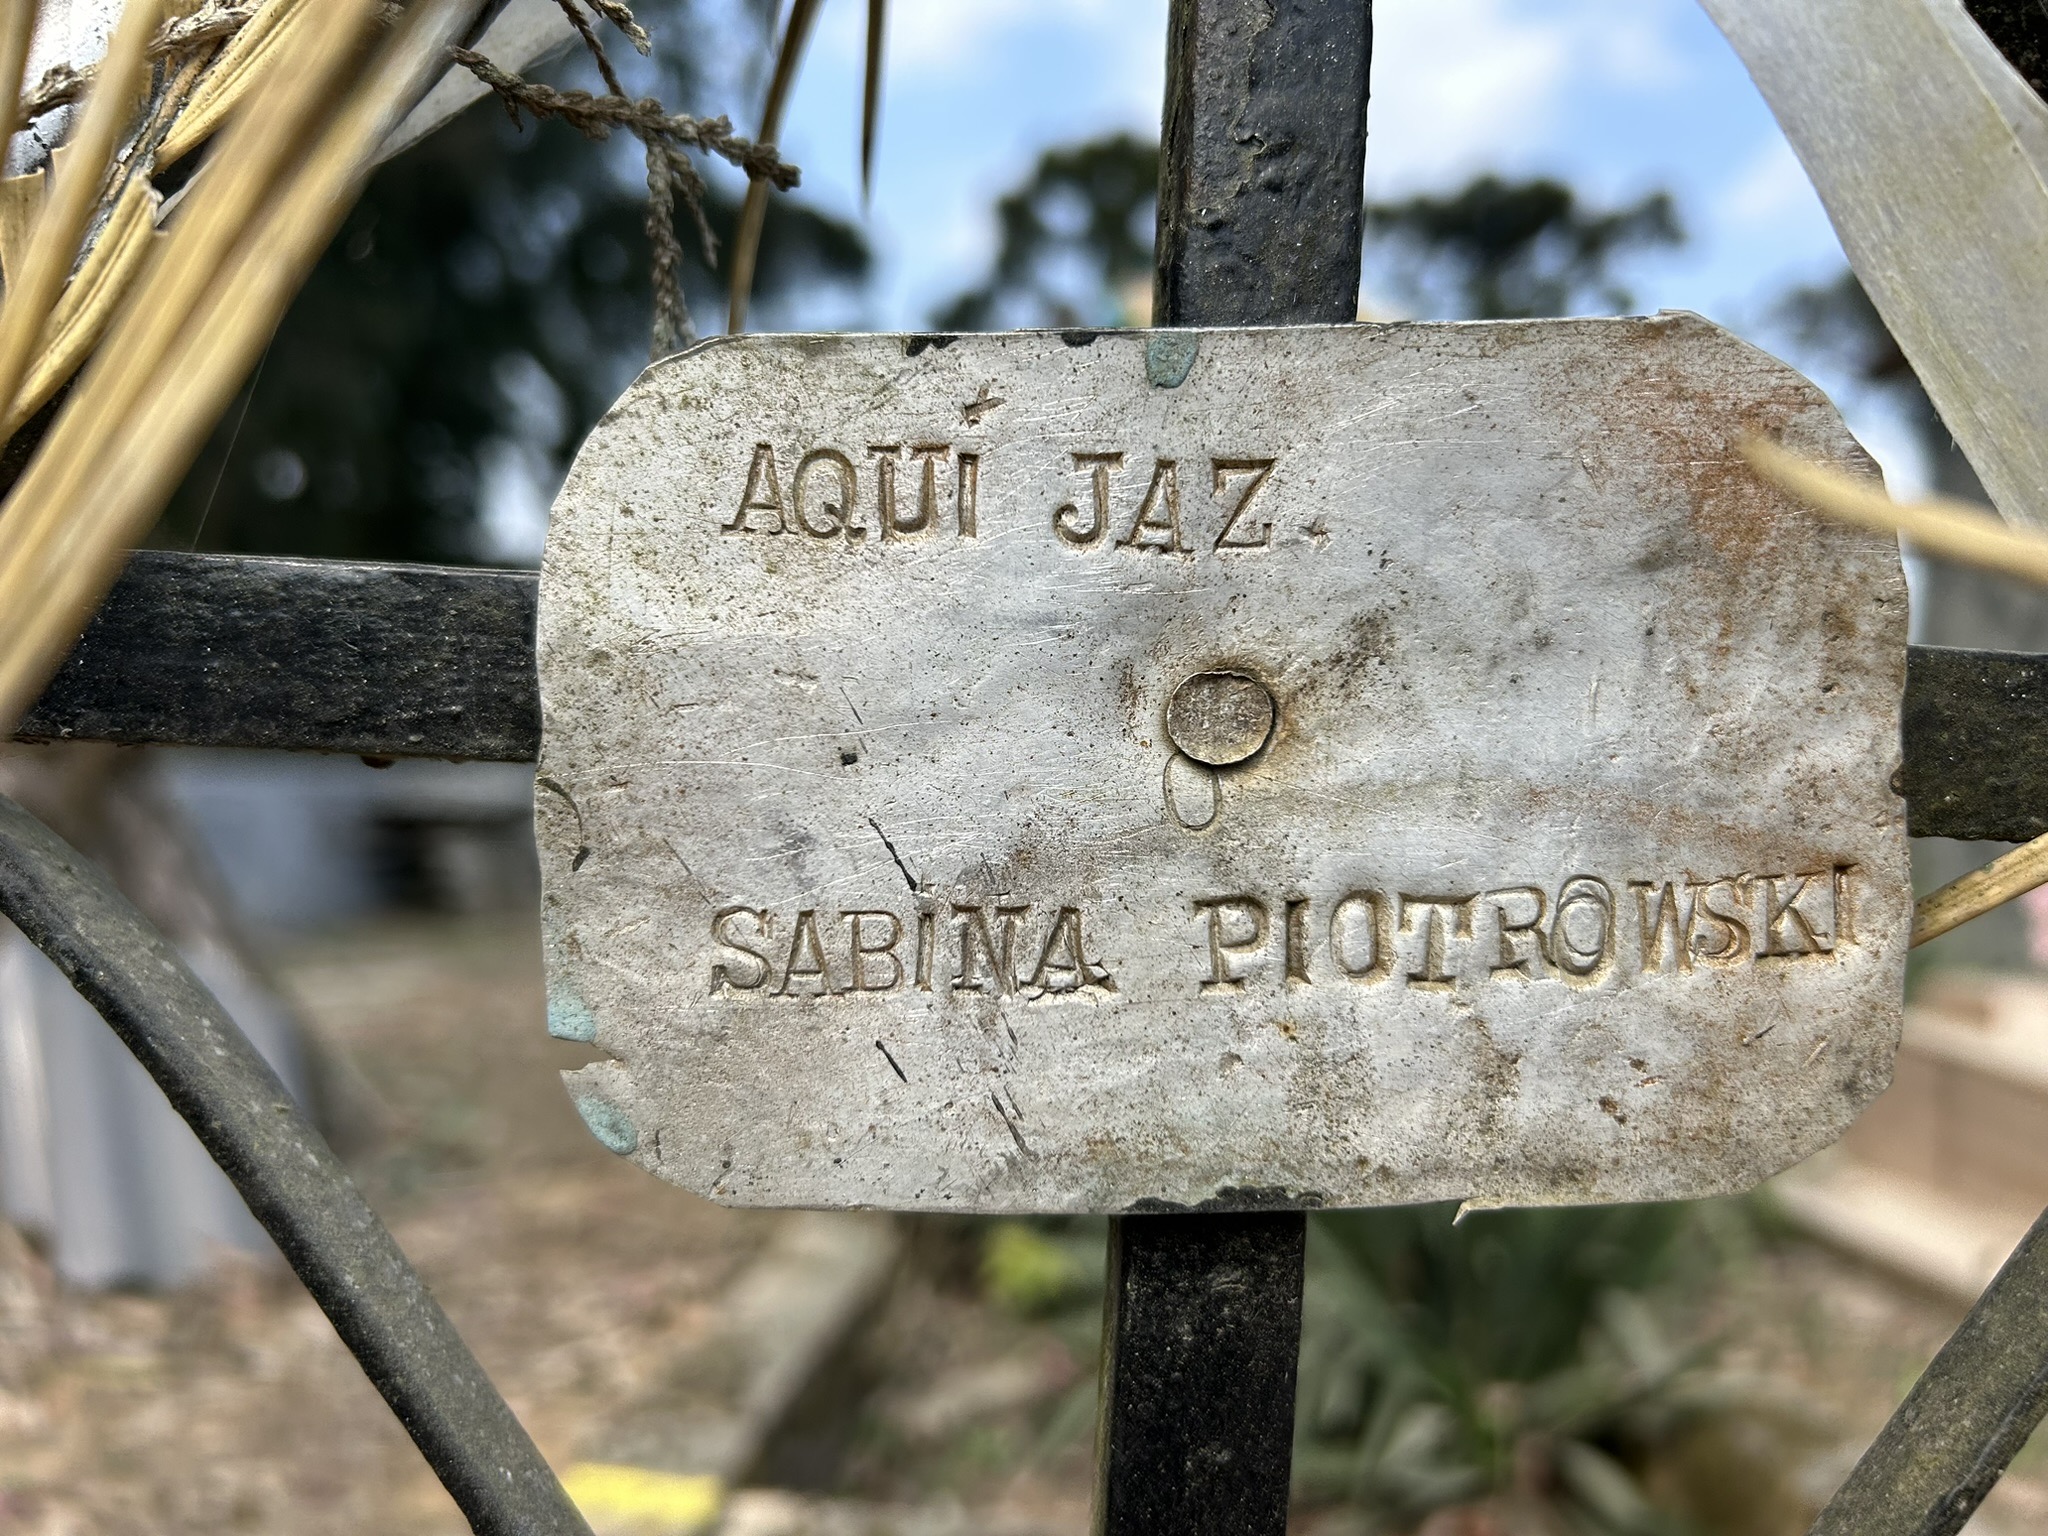 AQUÍ JAZ.
SABINA PIOTROWSKI